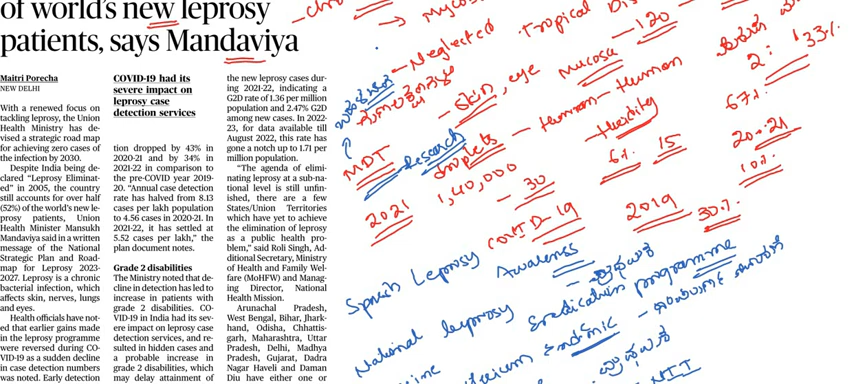 of world's new leprosy
patients, says Mandaviya
Maitri Porecha
NEW DELHI
With a renewed focus on
tackling leprosy, the Union
Health Ministry has de-
vised a strategic road map
for achieving zero cases of
the infection by 2030.
Despite India being de-
clared “Leprosy Eliminat-
ed” in 2005, the country
still accounts for over half
(52%) of the world's new le-
prosy patients, Union
Health Minister Mansukh
Mandaviya said in a written
message of the National
Strategic Plan and Road-
map for Leprosy 2023-
2027. Leprosy is a chronic
bacterial infection, which
affects skin, nerves, lungs
and eyes.
Health officials have not-
ed that earlier gains made
in the leprosy programme
were reversed during CO-
VID-19 as a sudden decline
in case detection numbers
was noted. Early detection
COVID-19 had its
severe impact on
leprosy case
detection services
tion dropped by 43% in
2020-21 and by 34% in
2021-22 in comparison to
the pre-COVID year 2019-
20. “Annual case detection
rate has halved from 8.13
cases per lakh population
to 4.56 cases in 2020-21. In
2021-22, it has settled at
5.52 cases per lakh,” the
plan document notes.
Grade 2 disabilities
The Ministry noted that de-
cline in detection has led to
increase in patients with
grade 2 disabilities. CO-
VID-19 in India had its sev-
ere impact on leprosy case
detection services, and re-
sulted in hidden cases and
a probable increase in
grade 2 disabilities, which
may delay attainment of
the new leprosy cases dur-
ing 2021-22, indicating a
G2D rate of 1.36 per million
population and 2.47% G2D
among new cases. In 2022-
23, for data available till
August 2022, this rate has
gone a notch up to 1.71 per
million population.
“The agenda of elimi-
nating leprosy at a sub-na-
tional level is still unfin-
ished, there are a few
States/Union Territories
which have yet to achieve
the elimination of leprosy
as a public health pro-
blem,” said Roli Singh, Ad-
ditional Secretary, Ministry
of Health and Family Wel-
fare (MoHFW) and Manag-
ing Director, National
Health Mission.
Arunachal Pradesh,
West Bengal, Bihar, Jhark-
hand, Odisha, Chhattis-
garh, Maharashtra, Uttar
Pradesh, Delhi, Madhya
Pradesh, Gujarat, Dadra
Nagar Haveli and Daman
Diu have either one or
→ Mycos
- Neglected Tropical Dis
- Skin, eye Mucosa - 120
2: 133%
MDT droplets - Human - Human
Research
67%
2021 1,40,000 - 30 6% 15 20-21
10%
COVID-19 2019 30%
Sparsh Leprosy Awareness
National leprosy Eradication programme
Endemic
NII